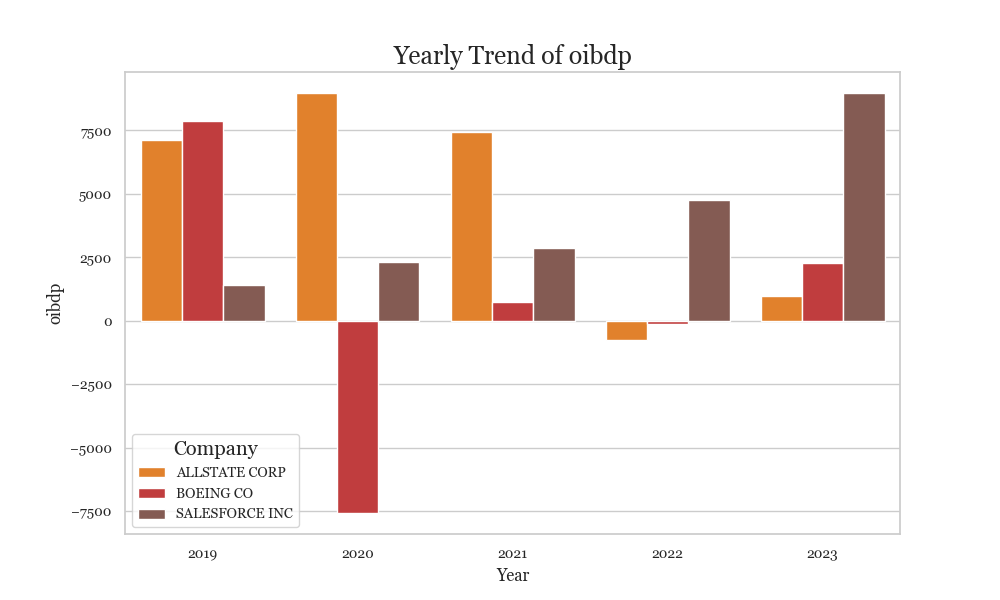 Yearly Trend of oibdp
oibdp
7500
5000
2500
0
−2500
−5000
−7500
Company
ALLSTATE CORP
BOEING CO
SALESFORCE INC
2019 2020 2021 2022 2023
Year